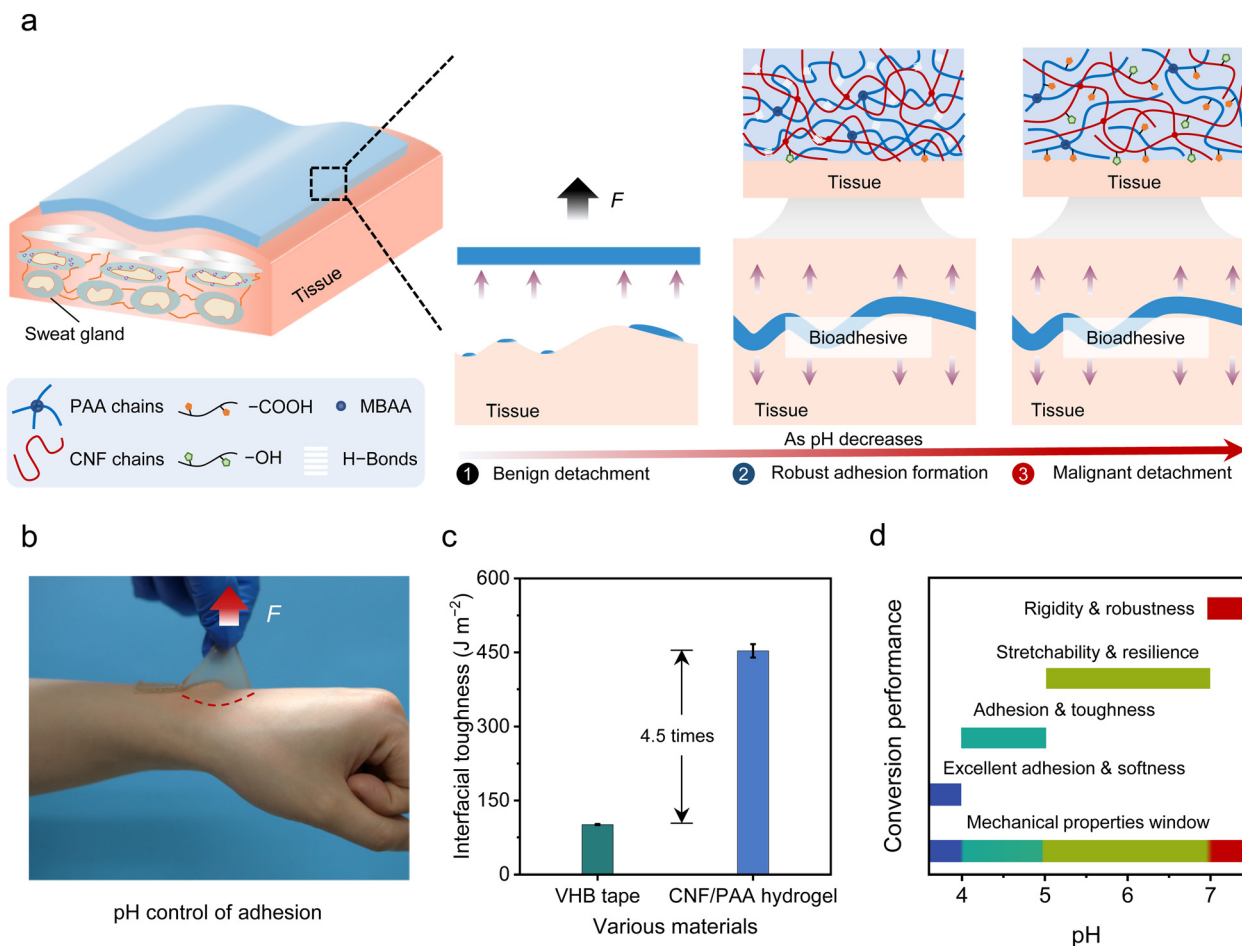 a
F
Tissue
Sweat gland
Tissue
Tissue
Tissue
Bioadhesive
Tissue
Bioadhesive
Tissue
PAA chains
−COOH
MBAA
CNF chains
−OH
H−Bonds
As pH decreases
1 Benign detachment
2 Robust adhesion formation
3 Malignant detachment
b
F
pH control of adhesion
c
Interfacial toughness (J m⁻²)
600
450
300
150
0
4.5 times
VHB tape
CNF/PAA hydrogel
Various materials
d
Conversion performance
Rigidity & robustness
Stretchability & resilience
Adhesion & toughness
Excellent adhesion & softness
Mechanical properties window
4 5 6 7
pH